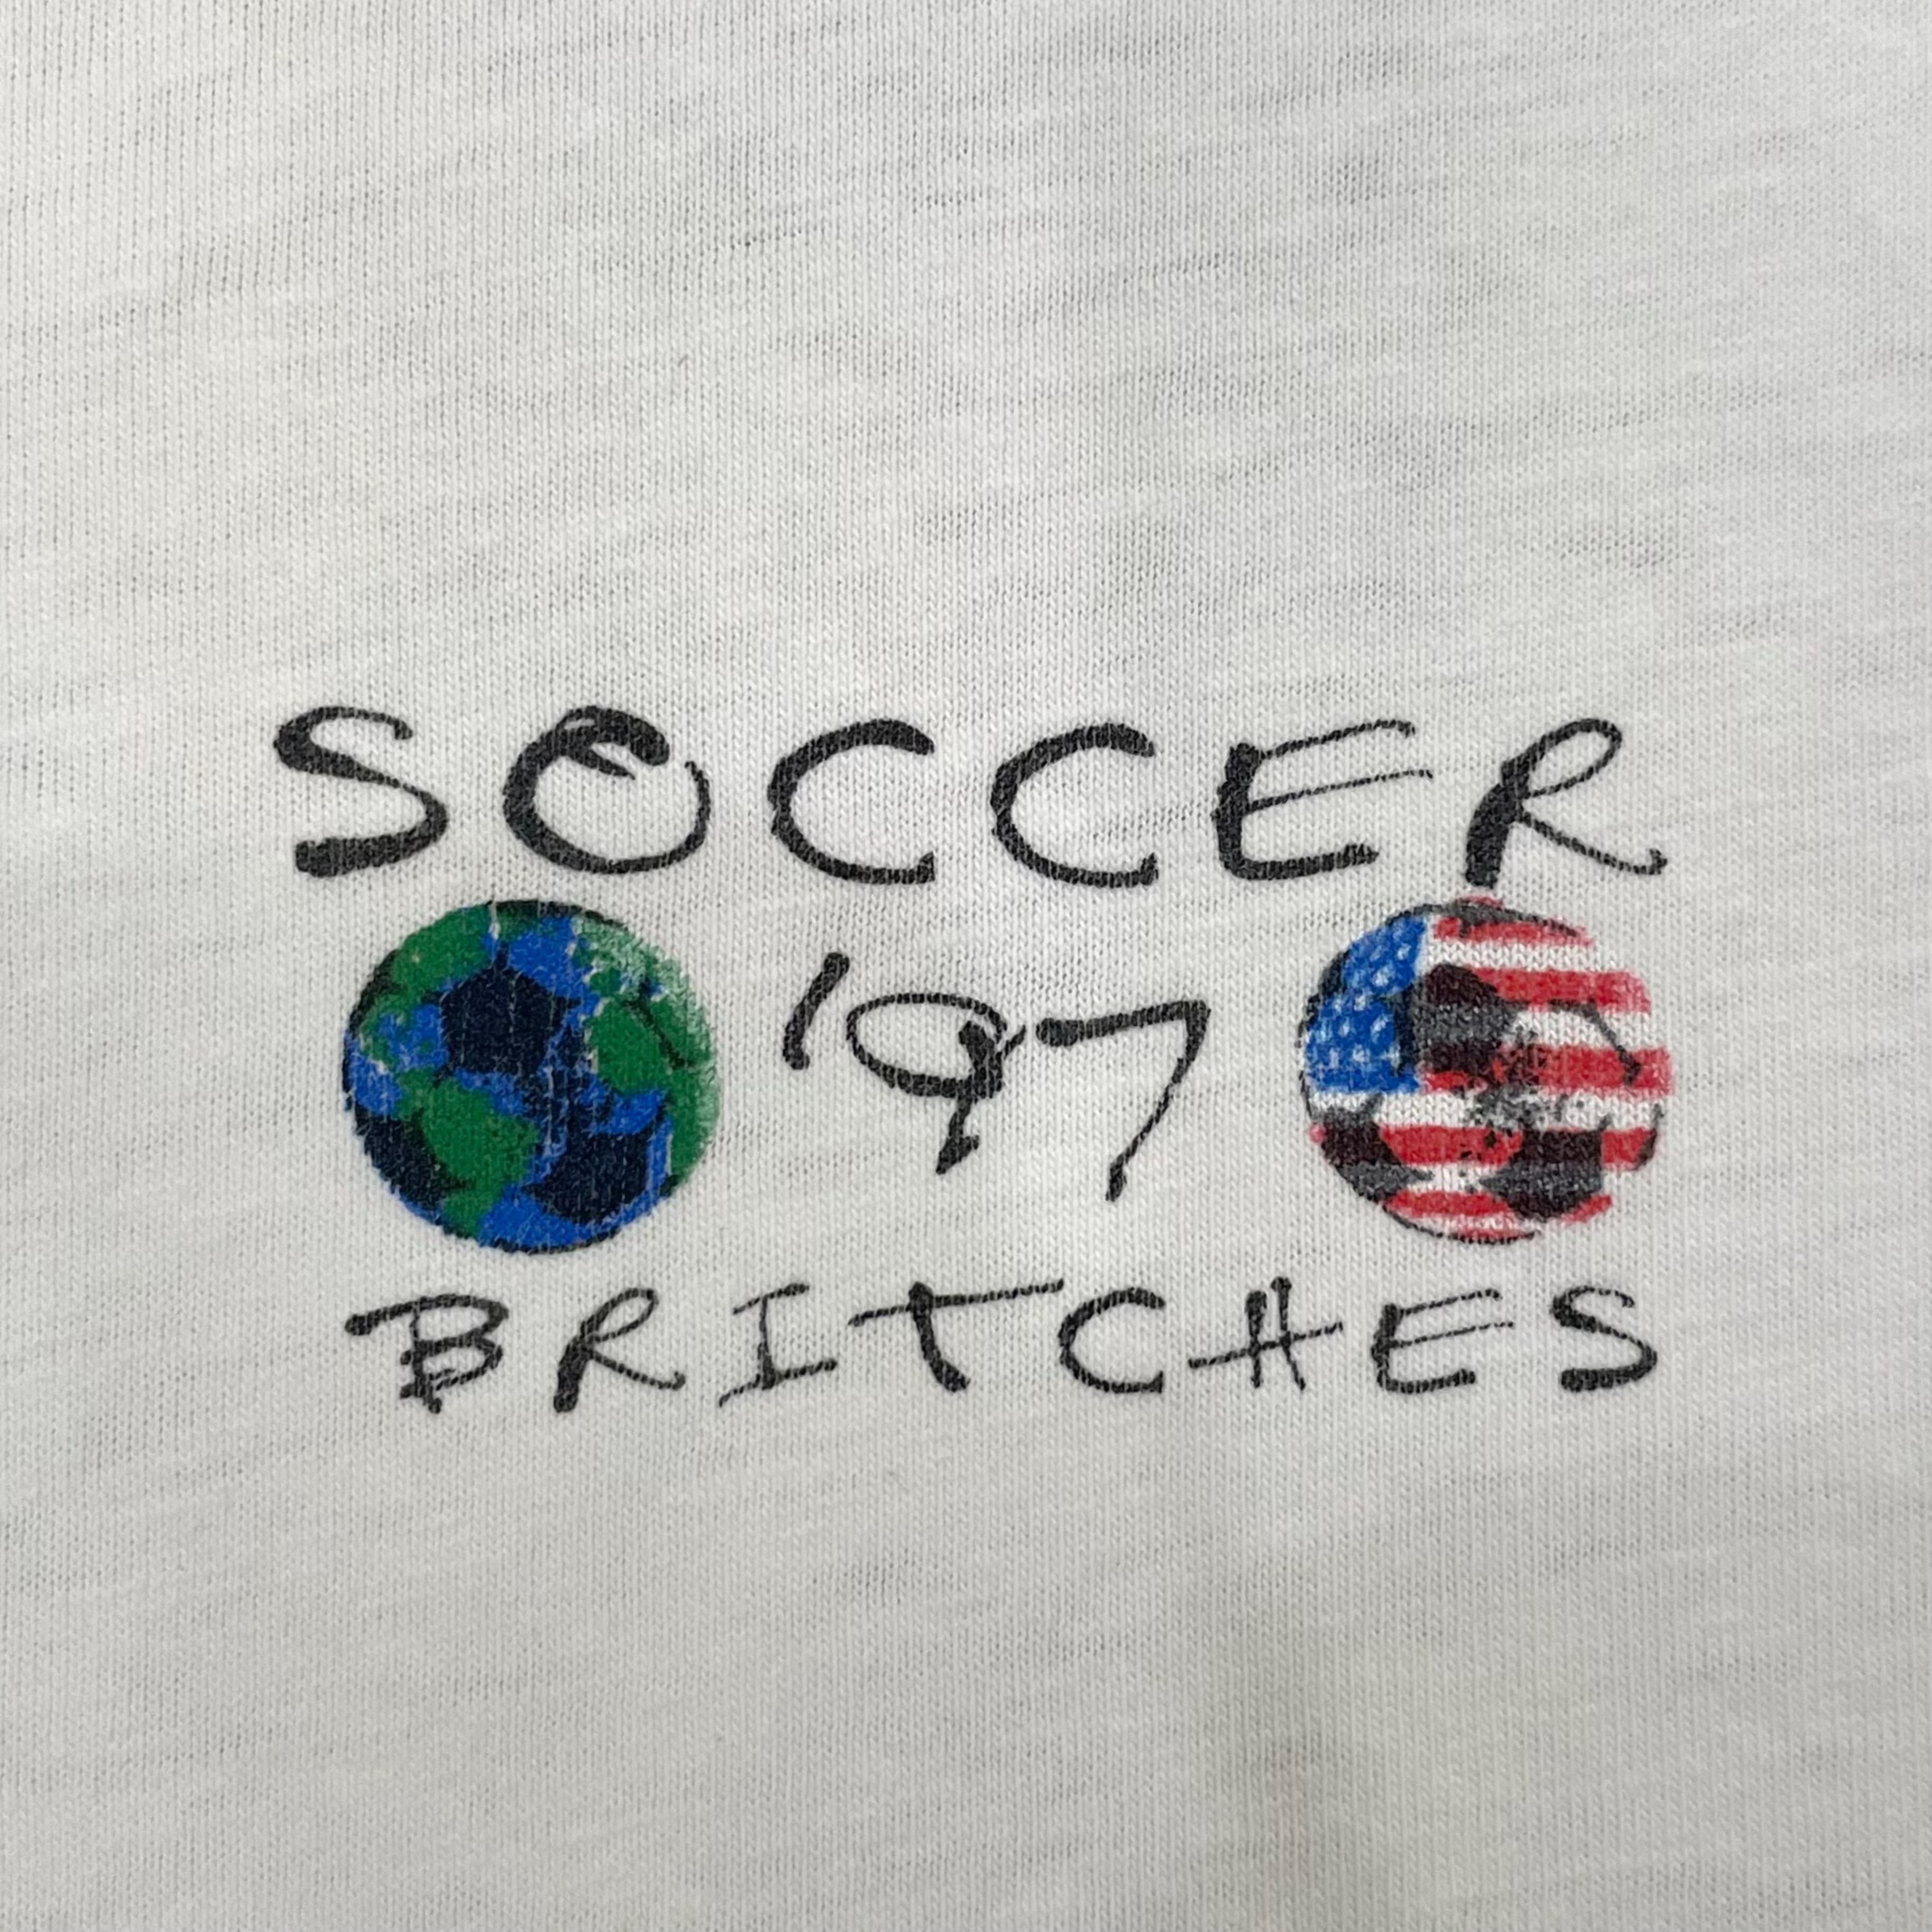 SOCCER
'97
BRITCHES